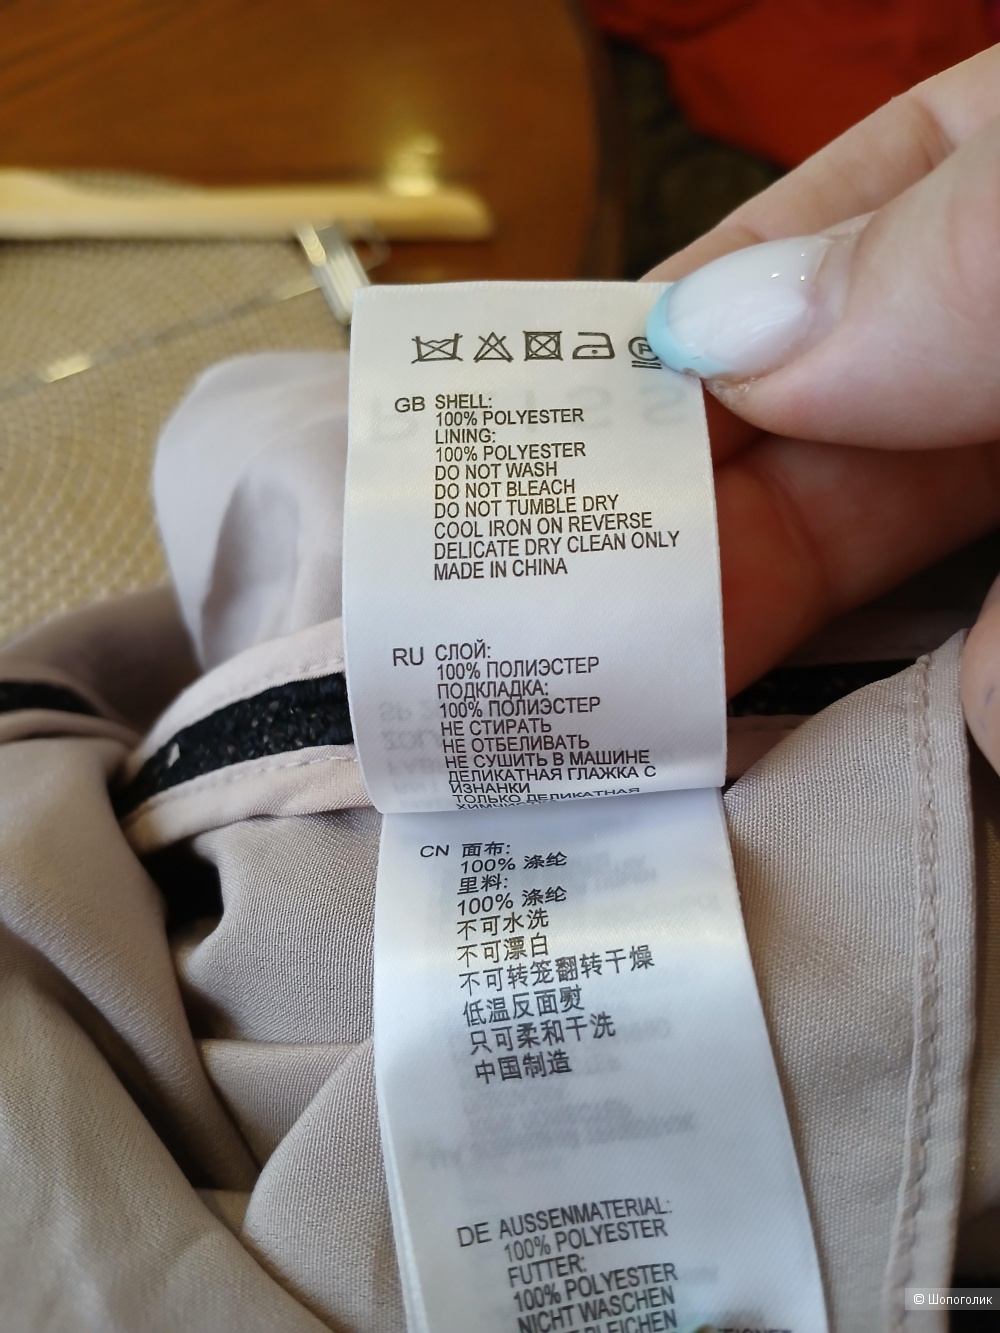 GB SHELL:
100% POLYESTER
LINING:
100% POLYESTER
DO NOT WASH
DO NOT BLEACH
DO NOT TUMBLE DRY
COOL IRON ON REVERSE
DELICATE DRY CLEAN ONLY
MADE IN CHINA
RU СЛОЙ:
100% ПОЛИЭСТЕР
ПОДКЛАДКА:
100% ПОЛИЭСТЕР
НЕ СТИРАТЬ
НЕ ОТБЕЛИВАТЬ
НЕ СУШИТЬ В МАШИНЕ
ДЕЛИКАТНАЯ ГЛАЖКА С
ИЗНАНКИ
ТОЛЬКО ДЕЛИКАТНАЯ
CN 面布:
100% 涤纶
里料:
100% 涤纶
不可水洗
不可漂白
不可转笼翻转干燥
低温反面熨
只可柔和干洗
中国制造
DE AUSSENMATERIAL:
100% POLYESTER
FUTTER:
100% POLYESTER
NICHT WASCHEN
© Шопоголик